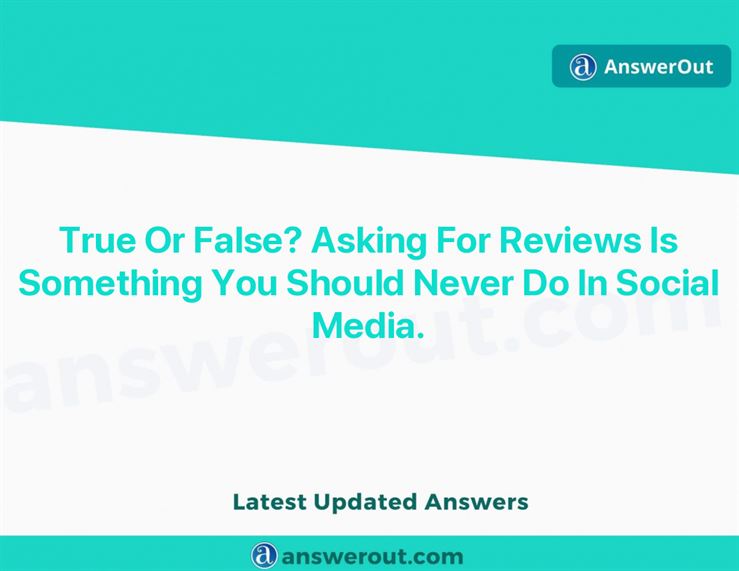 AnswerOut
True Or False? Asking For Reviews Is
Something You Should Never Do In Social
Media.
answerout.com
Latest Updated Answers
answerout.com